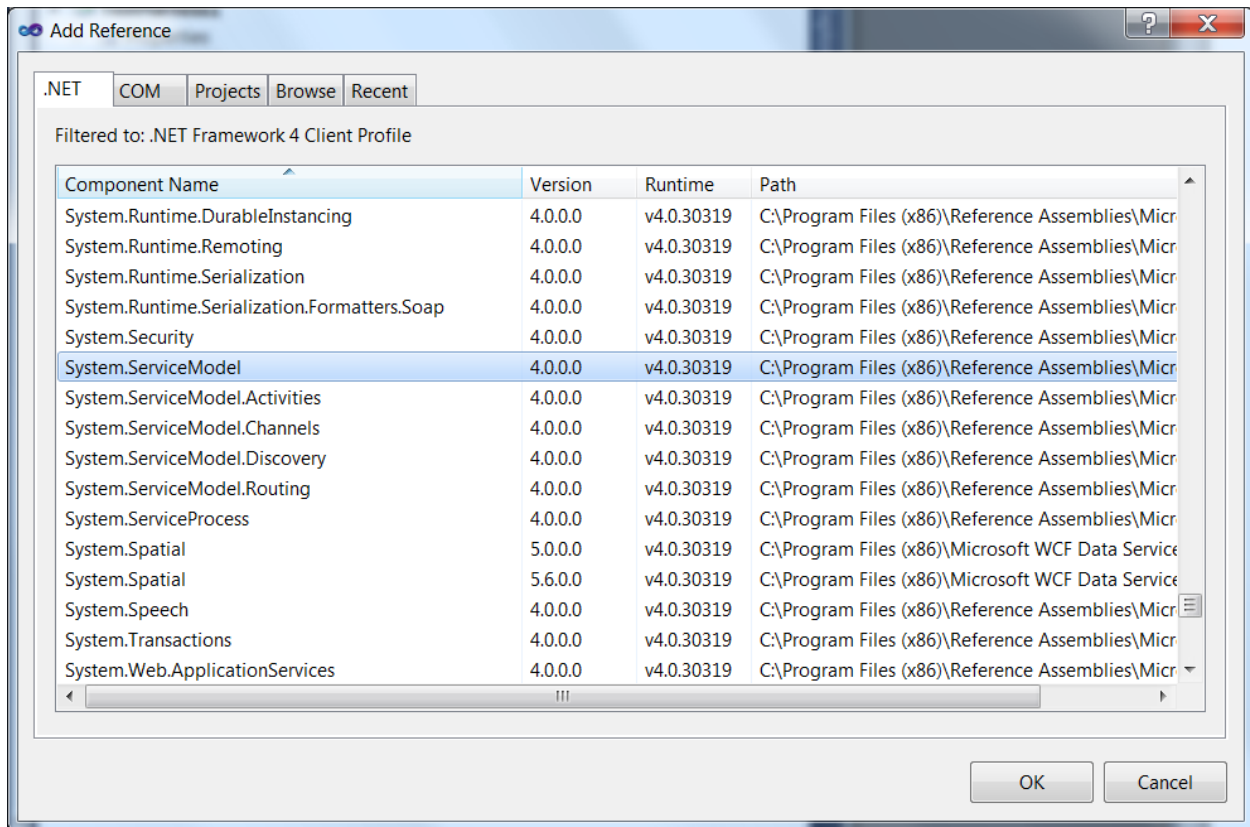 Add Reference
.NET COM Projects Browse Recent
Filtered to: .NET Framework 4 Client Profile
Component Name Version Runtime Path
System.Runtime.DurableInstancing 4.0.0.0 v4.0.30319 C:\Program Files (x86)\Reference Assemblies\Micr
System.Runtime.Remoting 4.0.0.0 v4.0.30319 C:\Program Files (x86)\Reference Assemblies\Micr
System.Runtime.Serialization 4.0.0.0 v4.0.30319 C:\Program Files (x86)\Reference Assemblies\Micr
System.Runtime.Serialization.Formatters.Soap 4.0.0.0 v4.0.30319 C:\Program Files (x86)\Reference Assemblies\Micr
System.Security 4.0.0.0 v4.0.30319 C:\Program Files (x86)\Reference Assemblies\Micr
System.ServiceModel 4.0.0.0 v4.0.30319 C:\Program Files (x86)\Reference Assemblies\Micr
System.ServiceModel.Activities 4.0.0.0 v4.0.30319 C:\Program Files (x86)\Reference Assemblies\Micr
System.ServiceModel.Channels 4.0.0.0 v4.0.30319 C:\Program Files (x86)\Reference Assemblies\Micr
System.ServiceModel.Discovery 4.0.0.0 v4.0.30319 C:\Program Files (x86)\Reference Assemblies\Micr
System.ServiceModel.Routing 4.0.0.0 v4.0.30319 C:\Program Files (x86)\Reference Assemblies\Micr
System.ServiceProcess 4.0.0.0 v4.0.30319 C:\Program Files (x86)\Reference Assemblies\Micr
System.Spatial 5.0.0.0 v4.0.30319 C:\Program Files (x86)\Microsoft WCF Data Service
System.Spatial 5.6.0.0 v4.0.30319 C:\Program Files (x86)\Microsoft WCF Data Service
System.Speech 4.0.0.0 v4.0.30319 C:\Program Files (x86)\Reference Assemblies\Micr
System.Transactions 4.0.0.0 v4.0.30319 C:\Program Files (x86)\Reference Assemblies\Micr
System.Web.ApplicationServices 4.0.0.0 v4.0.30319 C:\Program Files (x86)\Reference Assemblies\Micr
OK Cancel